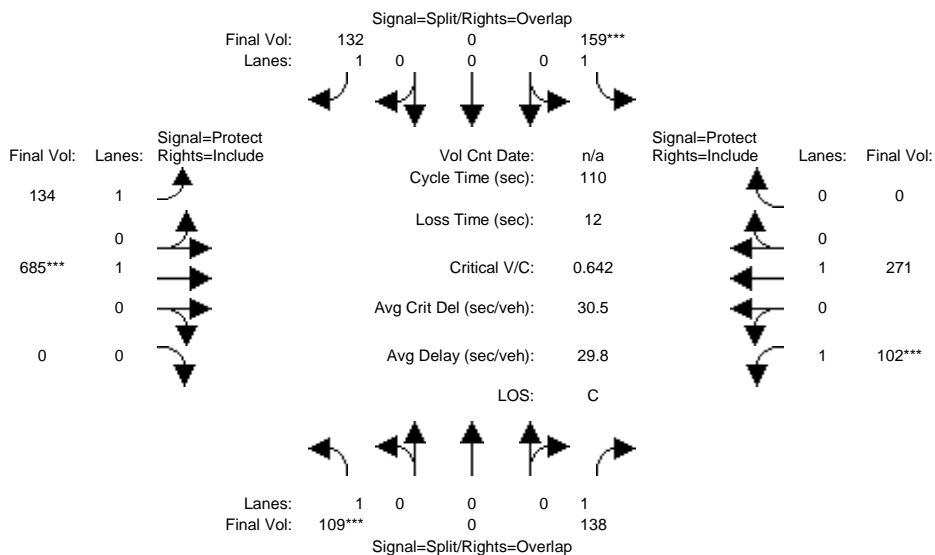 Signal=Split/Rights=Overlap
Final Vol: 132 0 159***
Lanes: 1 0 0 0 1
Signal=Protect Signal=Protect
Final Vol: Lanes: Rights=Include Vol Cnt Date: n/a Rights=Include Lanes: Final Vol:
Cycle Time (sec): 110
134 1 0 0
Loss Time (sec): 12
0 0
685*** 1 Critical V/C: 0.642 1 271
0 Avg Crit Del (sec/veh): 30.5 0
0 0 Avg Delay (sec/veh): 29.8 1 102***
LOS: C
Lanes: 1 0 0 0 1
Final Vol: 109*** 0 138
Signal=Split/Rights=Overlap